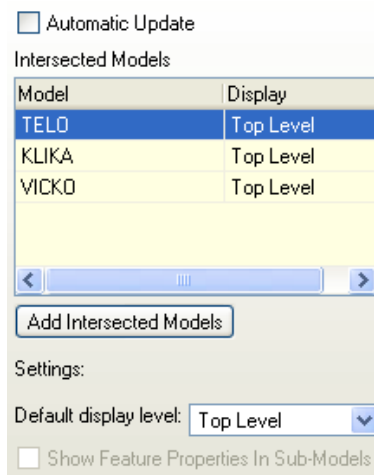 Automatic Update
Intersected Models
Model Display
TELO Top Level
KLIKA Top Level
VICKO Top Level
Add Intersected Models
Settings:
Default display level: Top Level
Show Feature Properties In Sub-Models